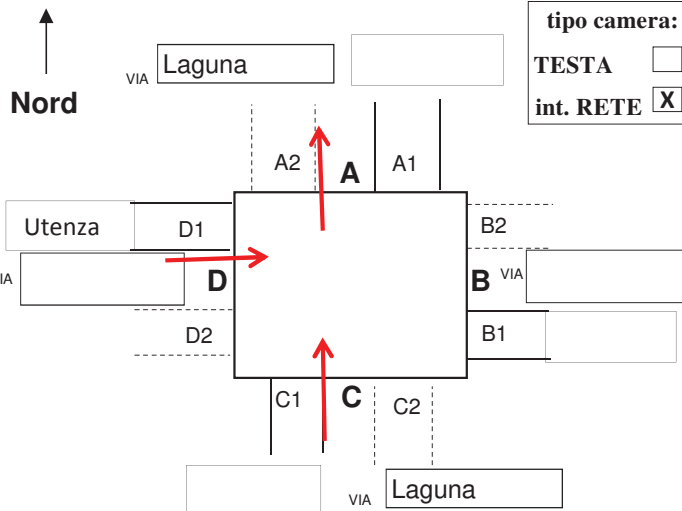 tipo camera:
VIA Laguna
TESTA
Nord
int. RETE X
A2 A A1
Utenza D1 B2
VIA D B VIA
D2 B1
C1 C C2
VIA Laguna